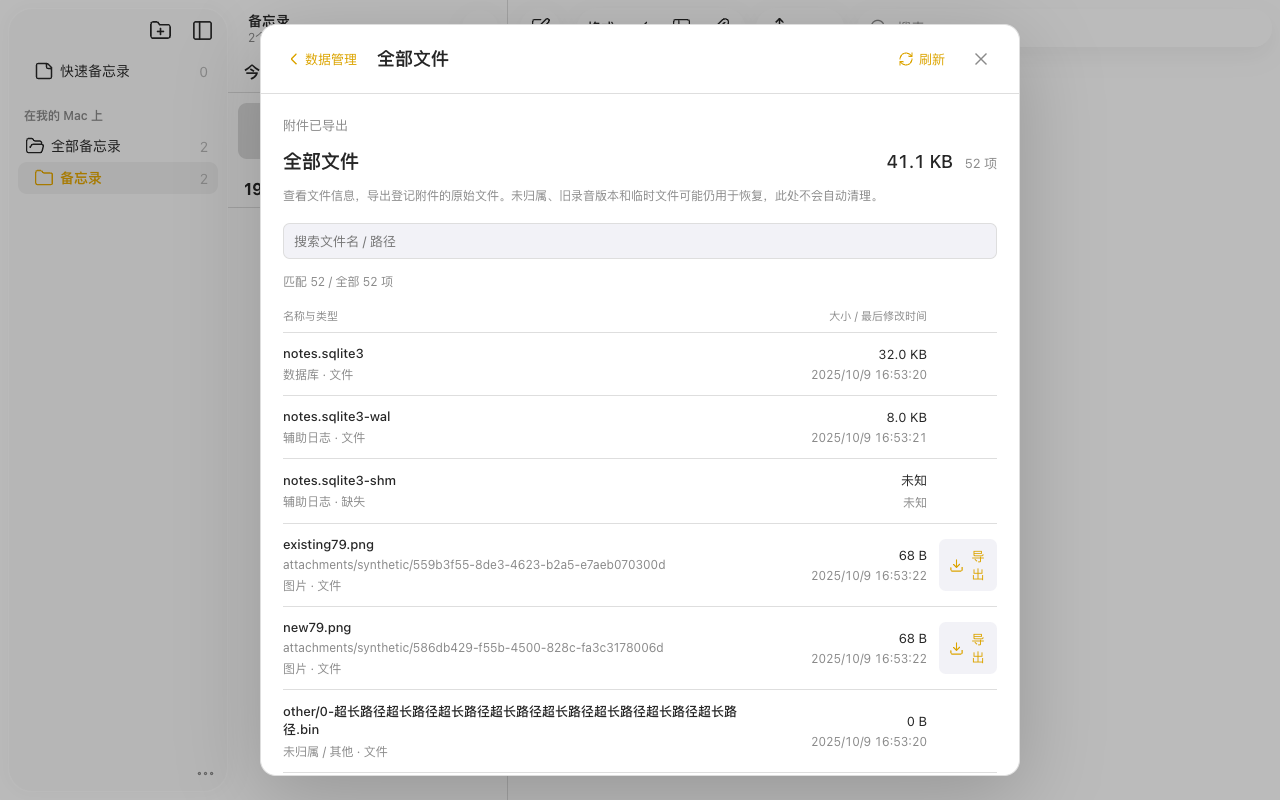 快速备忘录
0
在我的 Mac 上
全部备忘录
2
备忘录
2
备忘录
今
19
数据管理
全部文件
刷新
附件已导出
全部文件
41.1 KB 52 项
查看文件信息，导出登记附件的原始文件。未归属、旧录音版本和临时文件可能仍用于恢复，此处不会自动清理。
搜索文件名 / 路径
匹配 52 / 全部 52 项
名称与类型
大小 / 最后修改时间
notes.sqlite3
32.0 KB
数据库 · 文件
2025/10/9 16:53:20
notes.sqlite3-wal
8.0 KB
辅助日志 · 文件
2025/10/9 16:53:21
notes.sqlite3-shm
未知
辅助日志 · 缺失
未知
existing79.png
attachments/synthetic/559b3f55-8de3-4623-b2a5-e7aeb070300d
图片 · 文件
68 B
2025/10/9 16:53:22
导
出
new79.png
attachments/synthetic/586db429-f55b-4500-828c-fa3c3178006d
图片 · 文件
68 B
2025/10/9 16:53:22
导
出
other/0-超长路径超长路径超长路径超长路径超长路径超长路径超长路径超长路
径.bin
未归属 / 其他 · 文件
0 B
2025/10/9 16:53:20